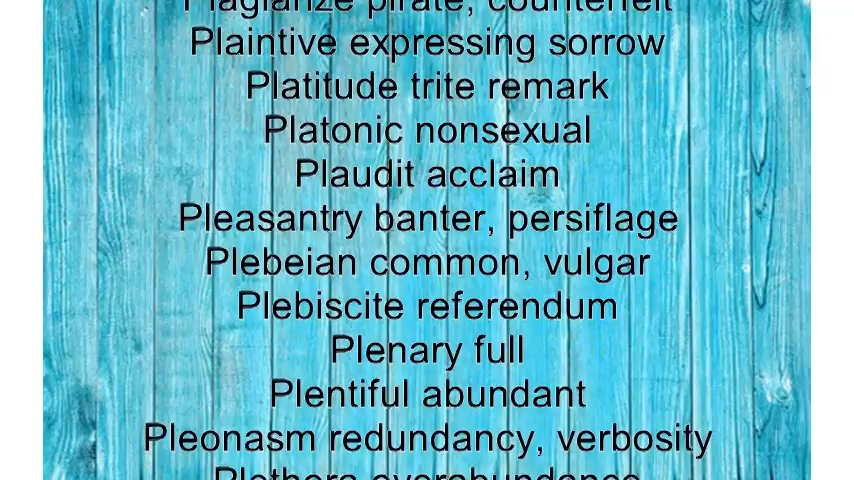 Plagiarize pirate, counterfeit
Plaintive expressing sorrow
Platitude trite remark
Platonic nonsexual
Plaudit acclaim
Pleasantry banter, persiflage
Plebeian common, vulgar
Plebiscite referendum
Plenary full
Plentiful abundant
Pleonasm redundancy, verbosity
Plethora overabundance